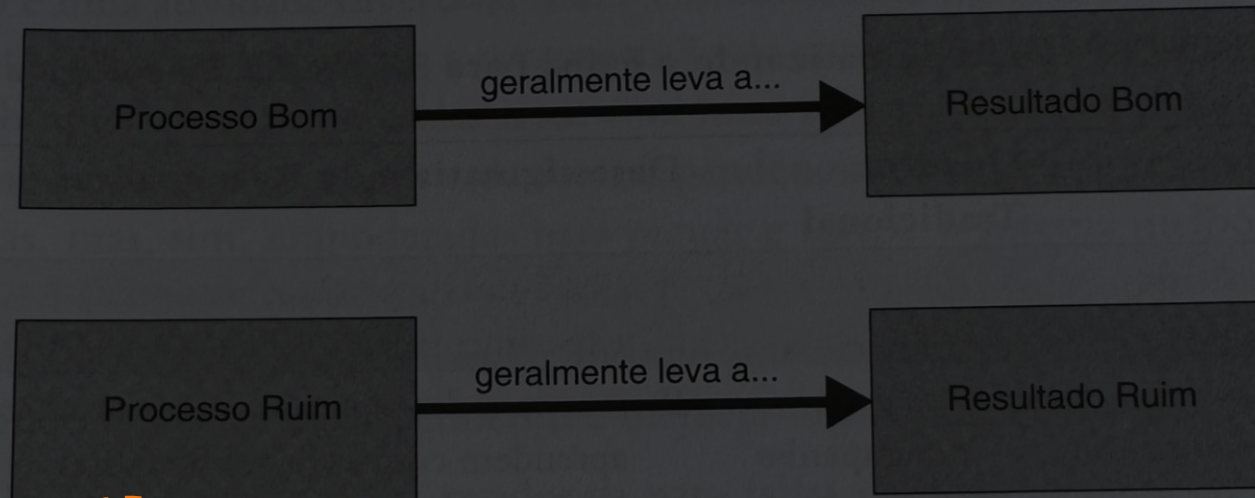 geralmente leva a...
Processo Bom
Resultado Bom
geralmente leva a...
Processo Ruim
Resultado Ruim